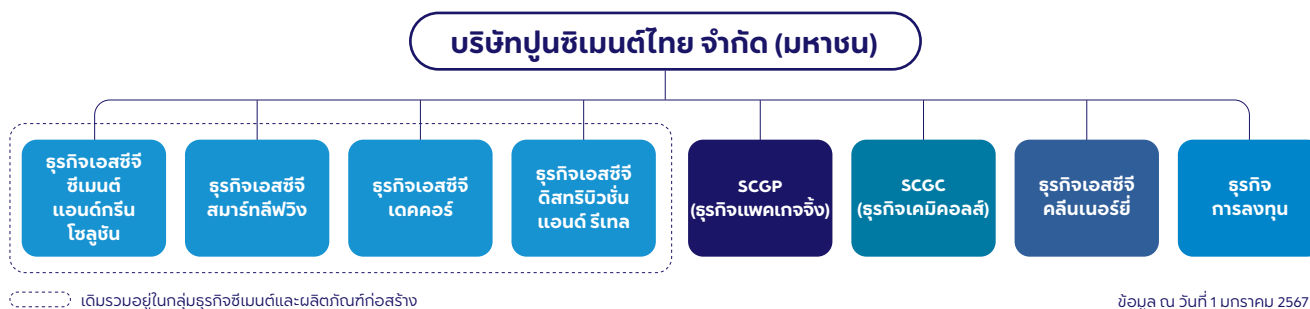 บริษัทปูนซิเมนต์ไทย จำกัด (มหาชน)
ธุรกิจเอสซีจี
ซีเมนต์
แอนด์กรีน
โซลูชัน
ธุรกิจเอสซีจี
สมาร์ทลีฟวิง
ธุรกิจเอสซีจี
เดคคอร์
ธุรกิจเอสซีจี
ดิสทริบิวชั่น
แอนด์ รีเทล
SCGP
(ธุรกิจแพคเกจจิ้ง)
SCGC
(ธุรกิจเคมิคอลส์)
ธุรกิจเอสซีจี
คลีนเนอร์ยี่
ธุรกิจ
การลงทุน
เดิมรวมอยู่ในกลุ่มธุรกิจซีเมนต์และผลิตภัณฑ์ก่อสร้าง
ข้อมูล ณ วันที่ 1 มกราคม 2567